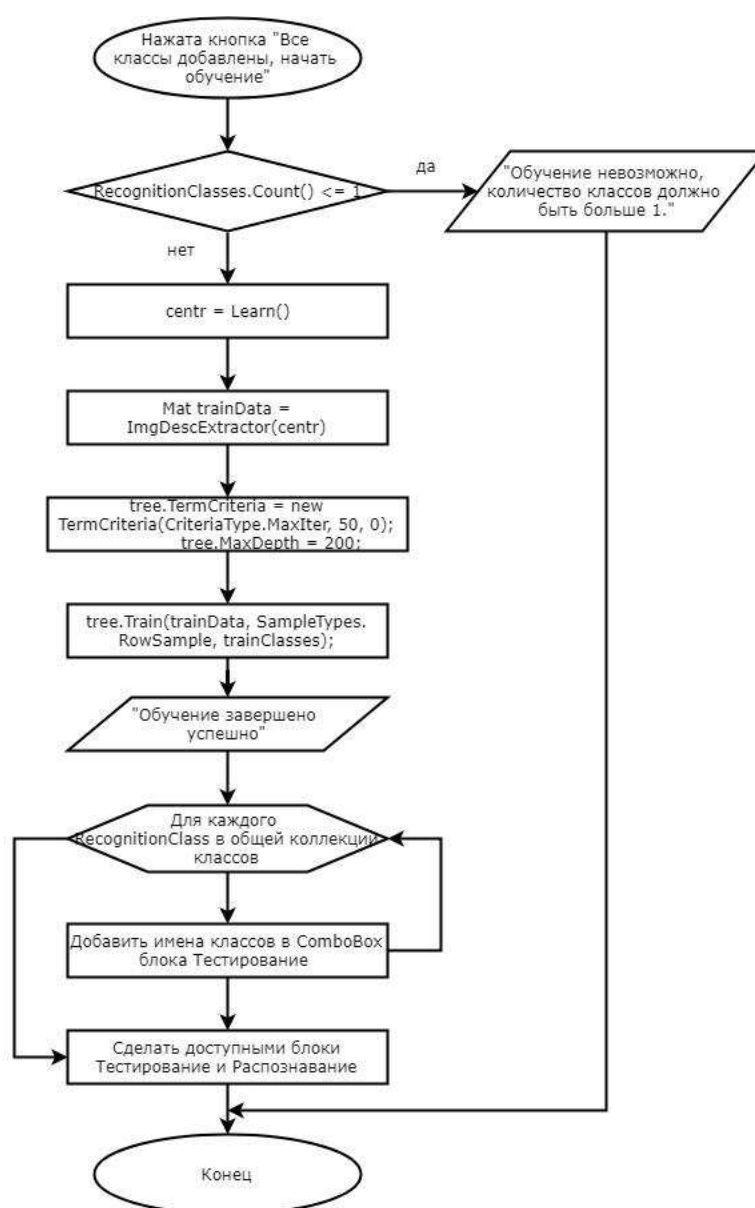 Нажата кнопка "Все
классы добавлены, начать
обучение"
RecognitionClasses.Count() <= 1
да
"Обучение невозможно,
количество классов должно
быть больше 1."
нет
centr = Learn()
Mat trainData =
ImgDescExtractor(centr)
tree.TermCriteria = new
TermCriteria(CriteriaType.MaxIter, 50, 0);
tree.MaxDepth = 200;
tree.Train(trainData, SampleTypes.
RowSample, trainClasses);
"Обучение завершено
успешно"
Для каждого
RecognitionClass в общей коллекции
классов
Добавить имена классов в ComboBox
блока Тестирование
Сделать доступными блоки
Тестирование и Распознавание
Конец